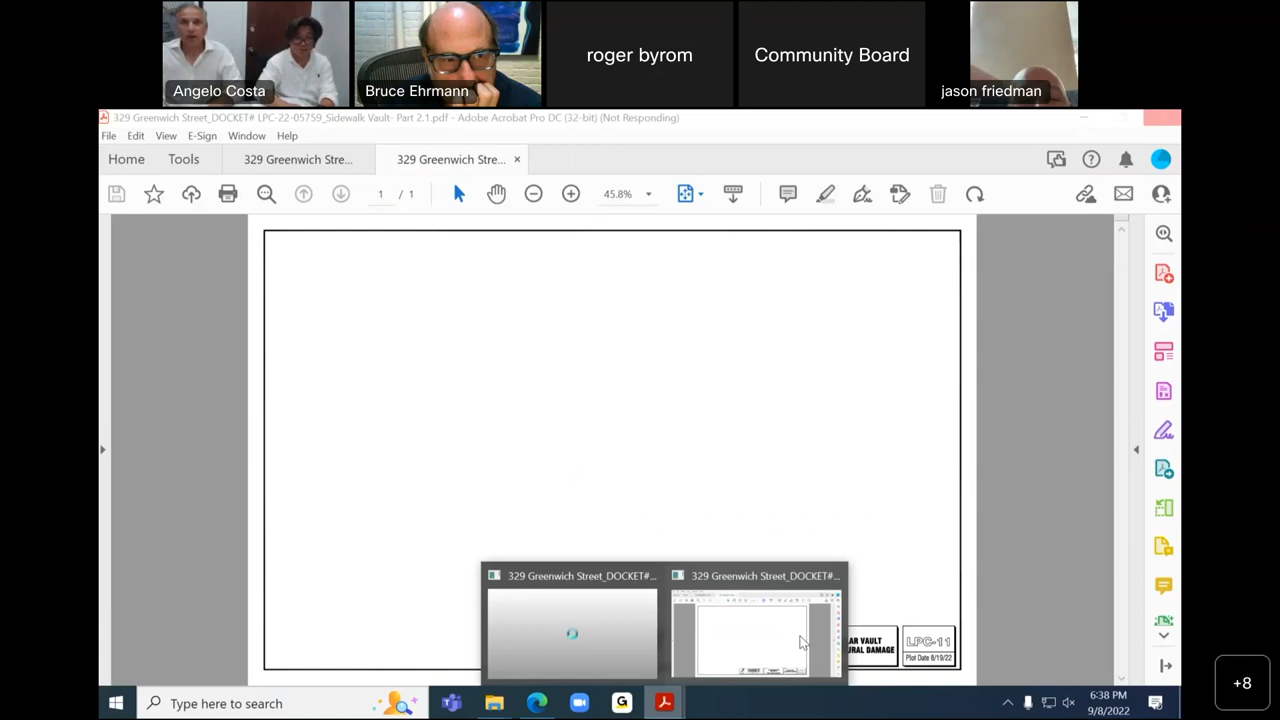 roger byrom
Community Board
Angelo Costa
Bruce Ehrmann
jason friedman
329 Greenwich Street_DOCKET# LPC-22-05759_Sidewalk Vault- Part 2.1.pdf - Adobe Acrobat Pro DC (32-bit) (Not Responding)
File Edit View E-Sign Window Help
Home Tools 329 Greenwich Stre... 329 Greenwich Stre... ×
1 / 1 45.8%
329 Greenwich Street_DOCKET#... 329 Greenwich Street_DOCKET#...
AR VAULT
URAL DAMAGE
LPC-11
Plot Date 8/19/22
+8
Type here to search
6:38 PM
9/8/2022